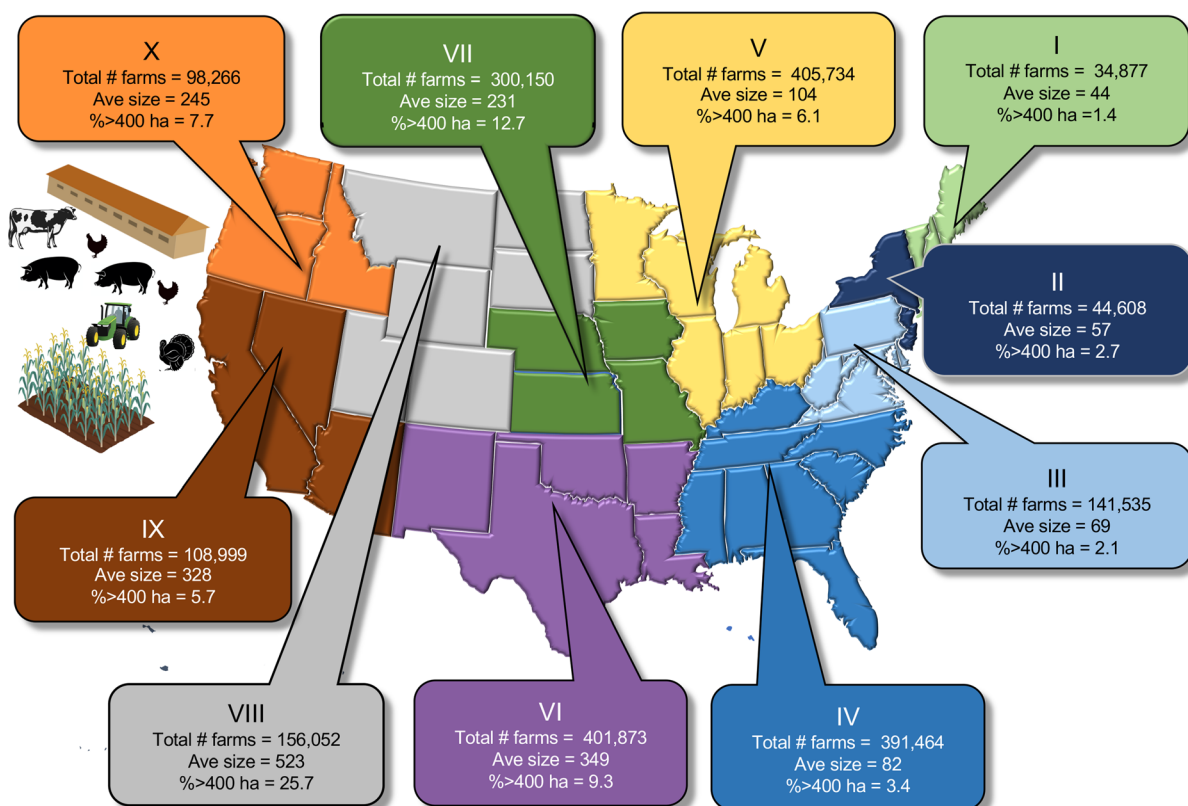 X
Total # farms = 98,266
Ave size = 245
%>400 ha = 7.7
VII
Total # farms = 300,150
Ave size = 231
%>400 ha = 12.7
V
Total # farms = 405,734
Ave size = 104
%>400 ha = 6.1
I
Total # farms = 34,877
Ave size = 44
%>400 ha =1.4
II
Total # farms = 44,608
Ave size = 57
%>400 ha = 2.7
III
Total # farms = 141,535
Ave size = 69
%>400 ha = 2.1
IX
Total # farms = 108,999
Ave size = 328
%>400 ha = 5.7
VIII
Total # farms = 156,052
Ave size = 523
%>400 ha = 25.7
VI
Total # farms = 401,873
Ave size = 349
%>400 ha = 9.3
IV
Total # farms = 391,464
Ave size = 82
%>400 ha = 3.4